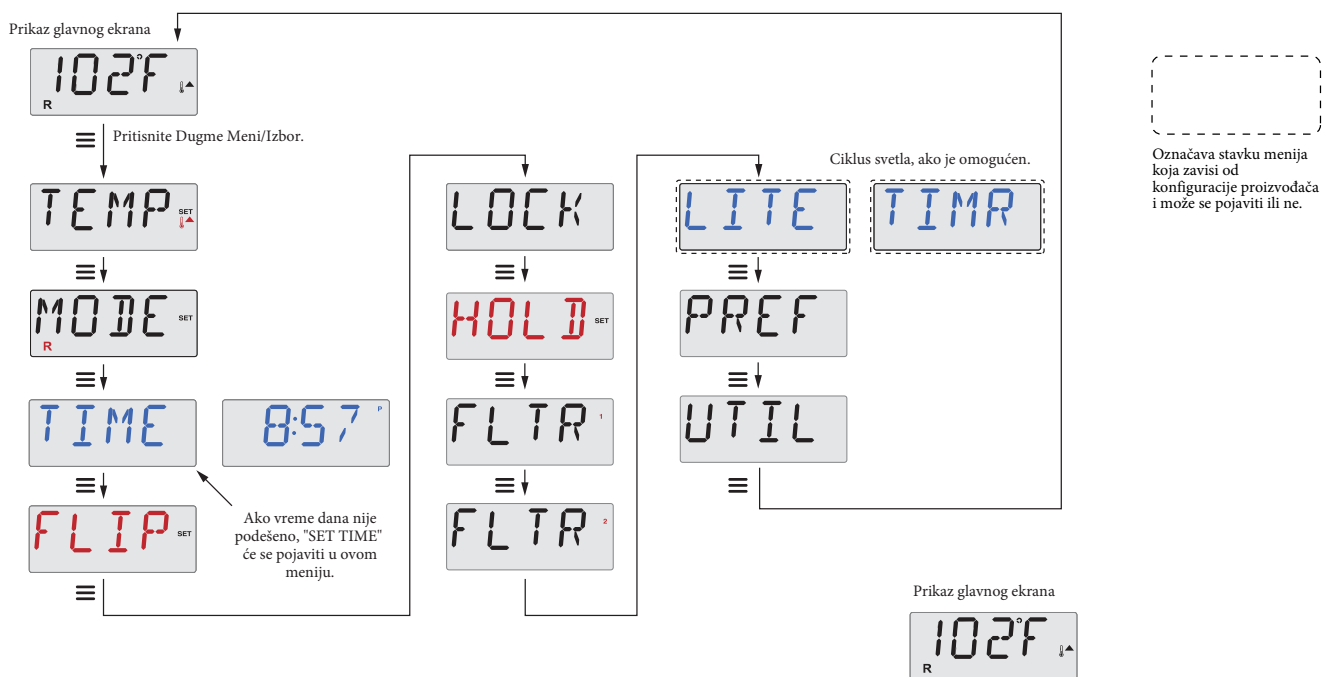 Prikaz glavnog ekrana
102°F
R
Pritisnite Dugme Meni/Izbor.
TEMP
SET
MODE
SET
R
TIME
8:57 P
Ako vreme dana nije
podešeno, "SET TIME"
će se pojaviti u ovom
meniju.
FLIP
SET
LOCK
HOLD
SET
FLTR 1
FLTR 2
Ciklus svetla, ako je omogućen.
LITE
TIMR
PREF
UTIL
Označava stavku menija
koja zavisi od
konfiguracije proizvođača
i može se pojaviti ili ne.
Prikaz glavnog ekrana
102°F
R